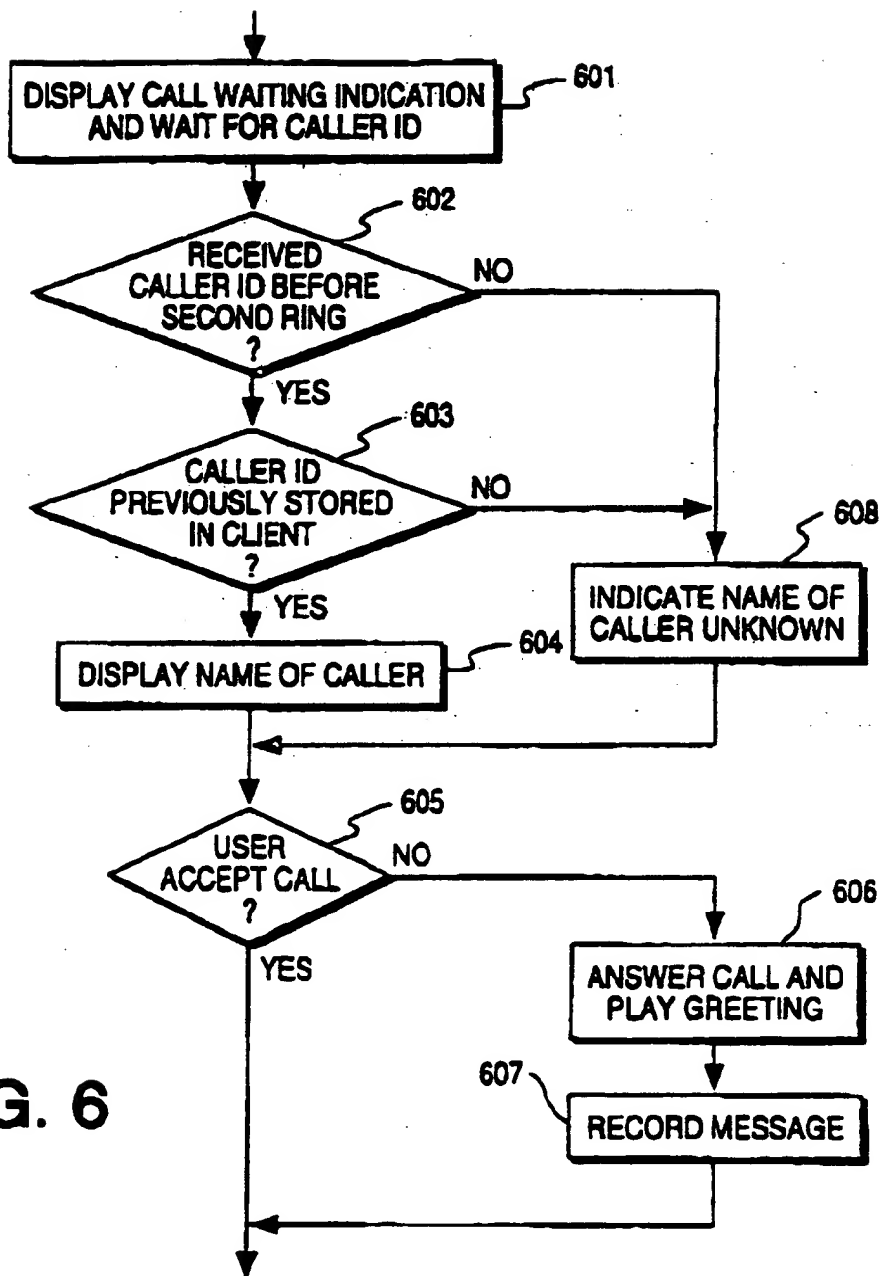 DISPLAY CALL WAITING INDICATION
AND WAIT FOR CALLER ID
601
602
RECEIVED
CALLER ID BEFORE
SECOND RING
?
NO
YES
603
CALLER ID
PREVIOUSLY STORED
IN CLIENT
?
NO
YES
608
INDICATE NAME OF
CALLER UNKNOWN
604
DISPLAY NAME OF CALLER
605
USER
ACCEPT CALL
?
NO
YES
606
ANSWER CALL AND
PLAY GREETING
607
RECORD MESSAGE
G. 6